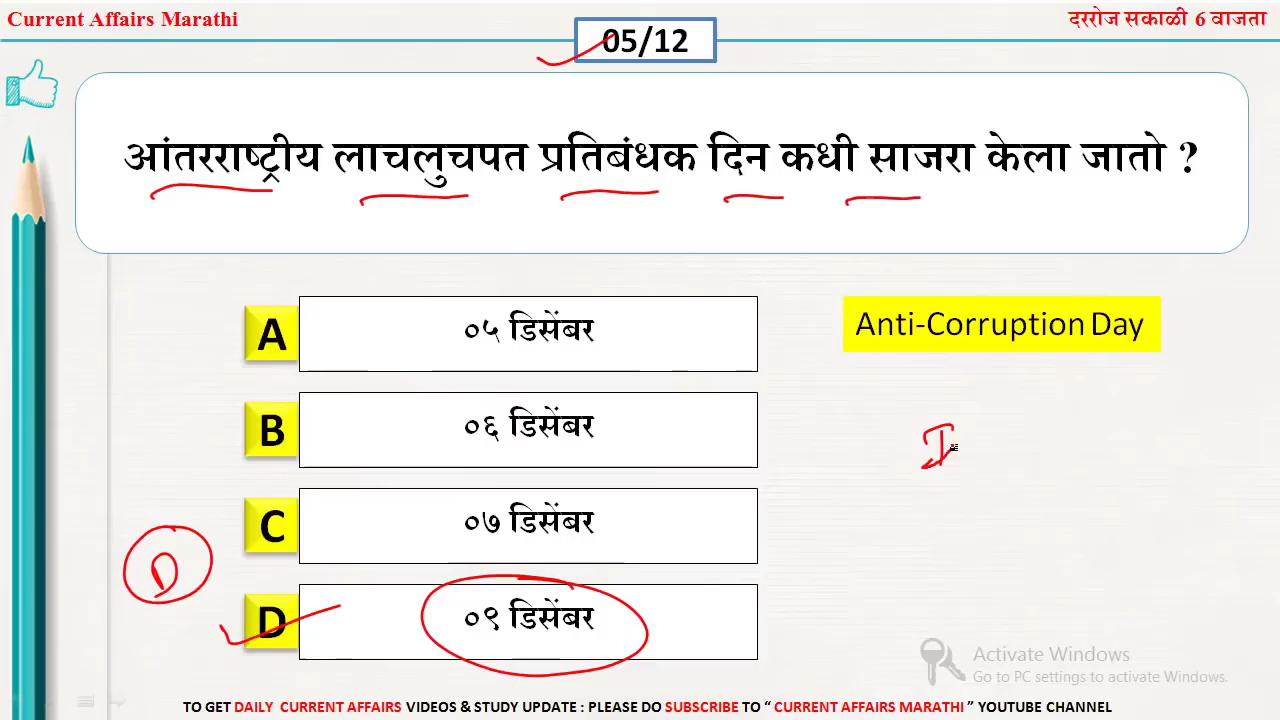 Current Affairs Marathi
05/12
दररोज सकाळी 6 वाजता
आंतरराष्ट्रीय लाचलुचपत प्रतिबंधक दिन कधी साजरा केला जातो ?
A ०५ डिसेंबर
Anti-Corruption Day
B ०६ डिसेंबर
I
C ०७ डिसेंबर
D
D ०९ डिसेंबर
Activate Windows
Go to PC settings to activate Windows.
TO GET DAILY CURRENT AFFAIRS VIDEOS & STUDY UPDATE : PLEASE DO SUBSCRIBE TO “ CURRENT AFFAIRS MARATHI ” YOUTUBE CHANNEL